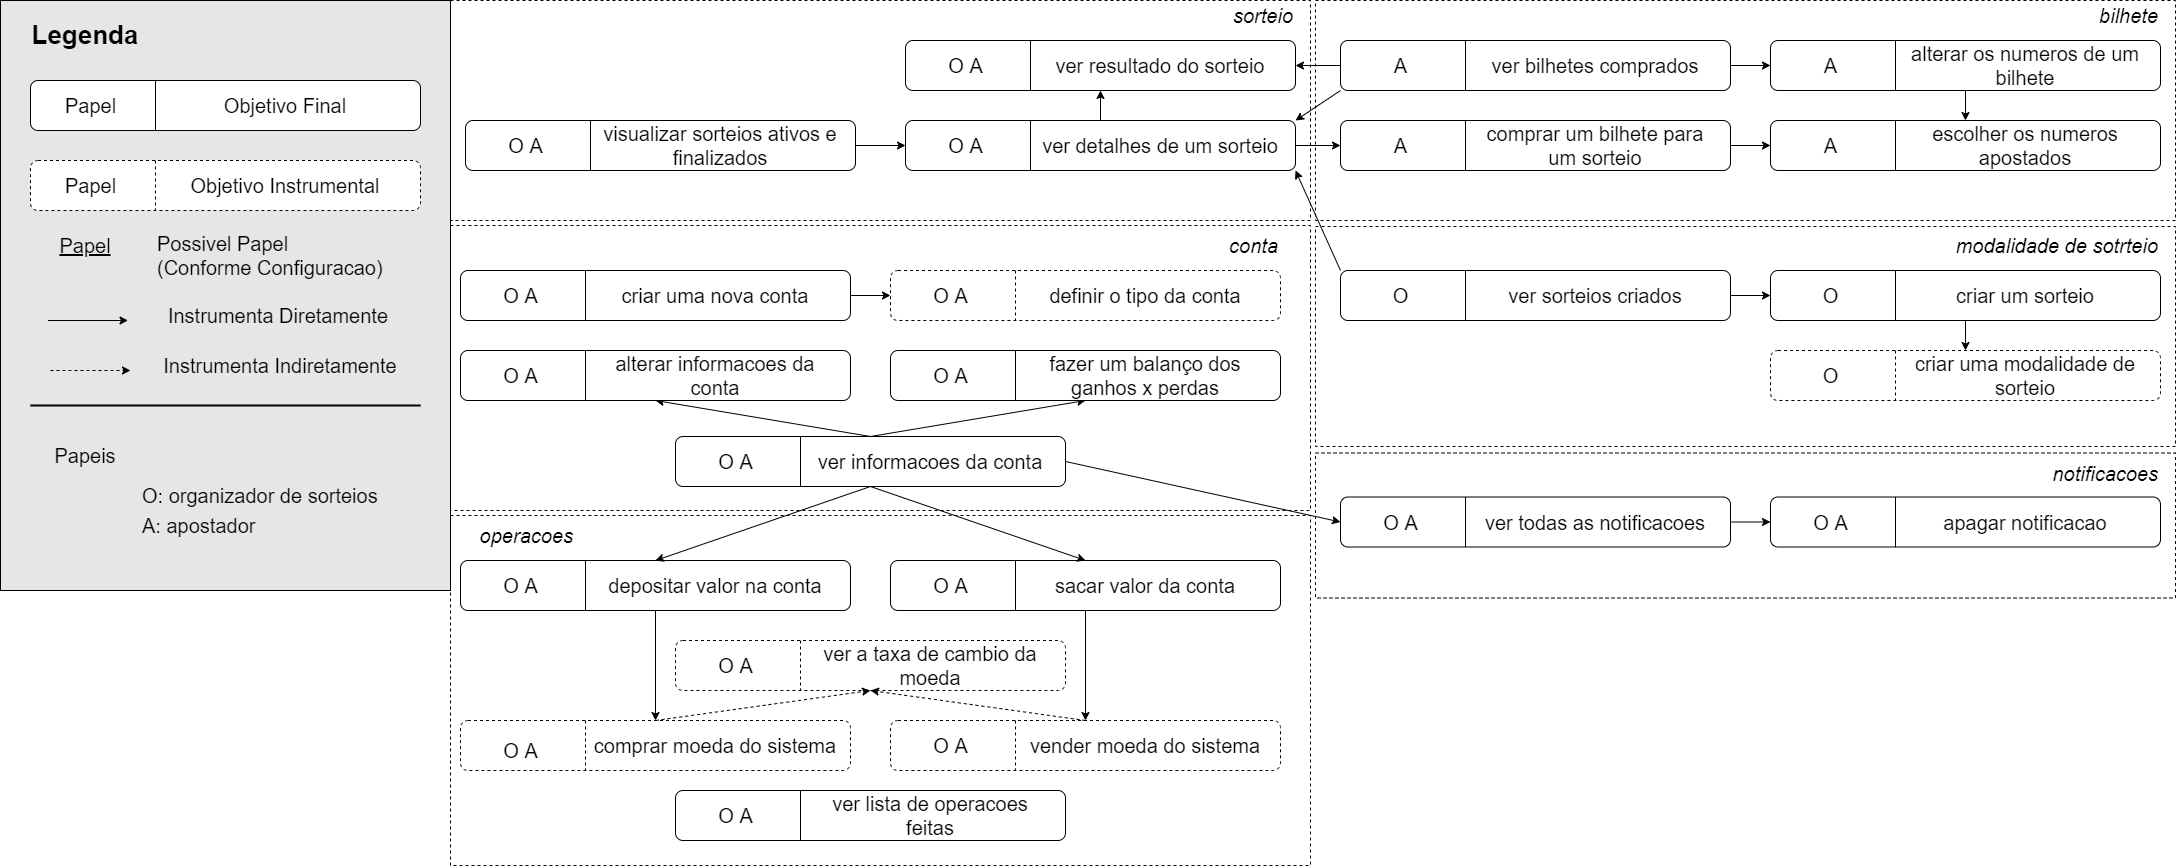 Legenda
Papel
Objetivo Final
Papel
Objetivo Instrumental
Papel
Possivel Papel
(Conforme Configuracao)
Instrumenta Diretamente
Instrumenta Indiretamente
Papeis
O: organizador de sorteios
A: apostador
sorteio
O A
ver resultado do sorteio
O A
visualizar sorteios ativos e
finalizados
O A
ver detalhes de um sorteio
bilhete
A
ver bilhetes comprados
A
alterar os numeros de um
bilhete
A
comprar um bilhete para
um sorteio
A
escolher os numeros
apostados
conta
O A
criar uma nova conta
O A
definir o tipo da conta
O A
alterar informacoes da
conta
O A
fazer um balanço dos
ganhos x perdas
O A
ver informacoes da conta
modalidade de sotrteio
O
ver sorteios criados
O
criar um sorteio
O
criar uma modalidade de
sorteio
notificacoes
O A
ver todas as notificacoes
O A
apagar notificacao
operacoes
O A
depositar valor na conta
O A
sacar valor da conta
O A
ver a taxa de cambio da
moeda
O A
comprar moeda do sistema
O A
vender moeda do sistema
O A
ver lista de operacoes
feitas